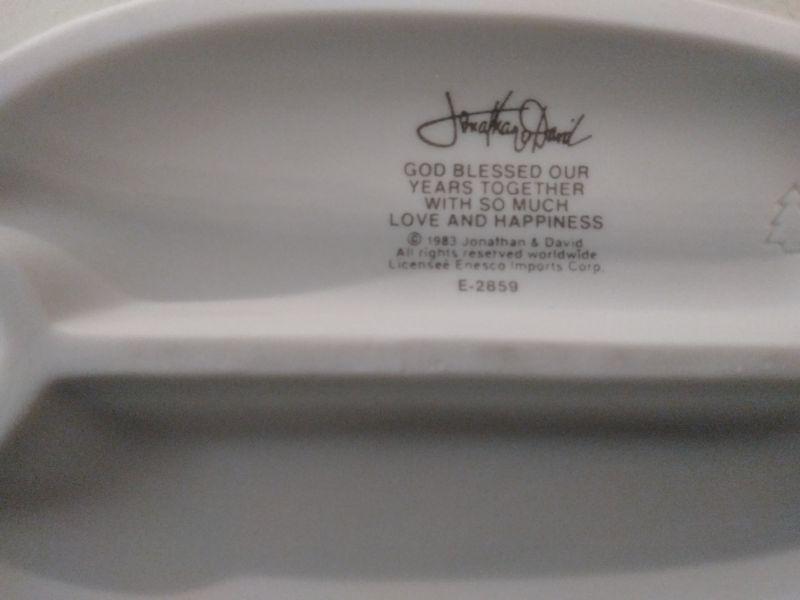 Jonathan & David
GOD BLESSED OUR
YEARS TOGETHER
WITH SO MUCH
LOVE AND HAPPINESS
© 1983 Jonathan & David
All rights reserved worldwide
Licensee Enesco Imports Corp.
E-2859